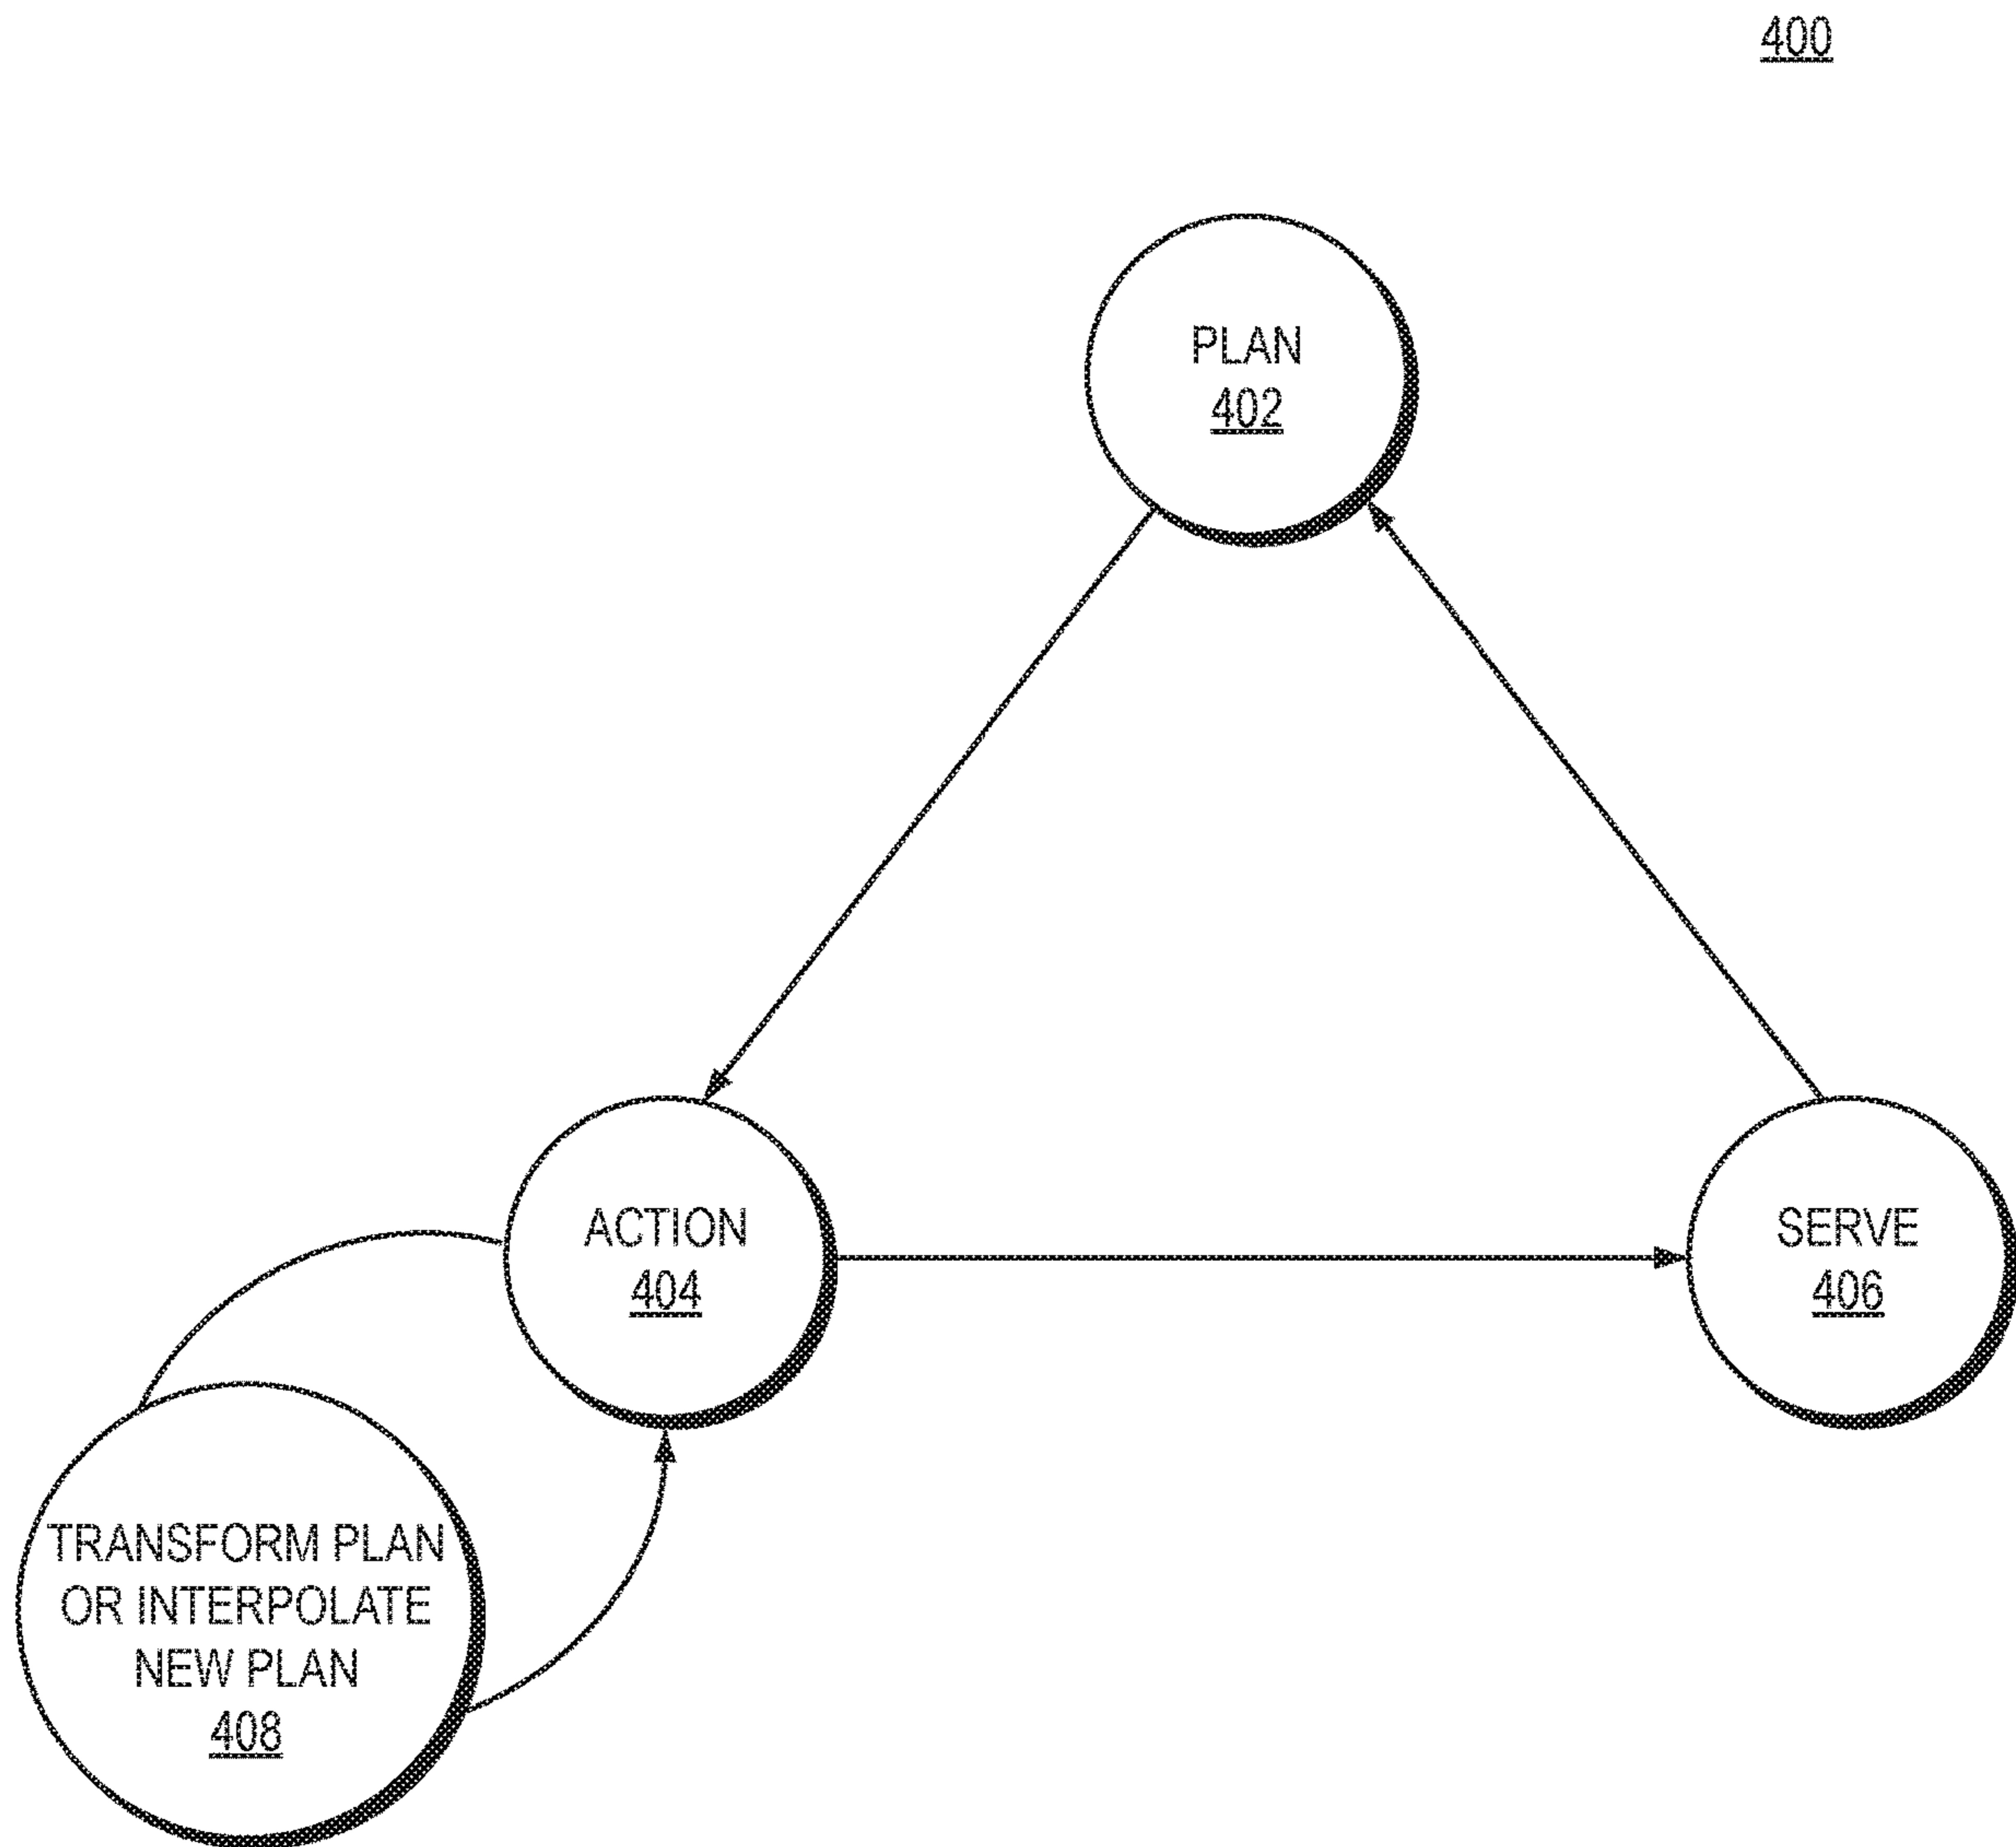 400
PLAN
402
ACTION
404
SERVE
406
TRANSFORM PLAN
OR INTERPOLATE
NEW PLAN
408